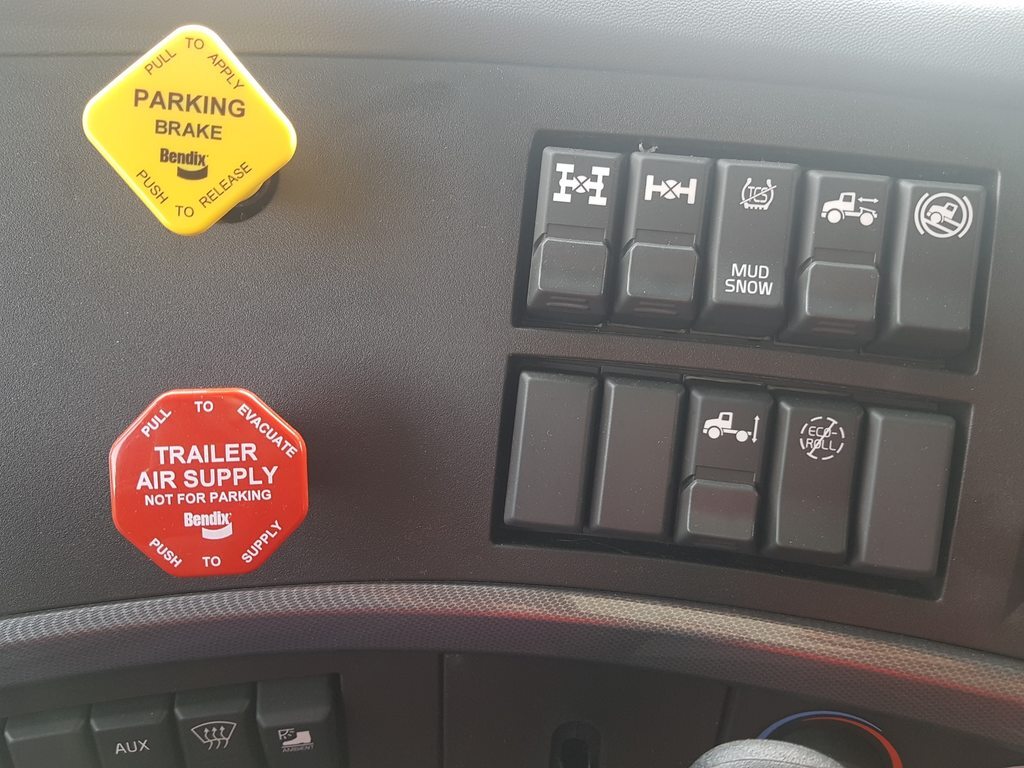 PULL TO APPLY
PARKING
BRAKE
Bendix
PUSH TO RELEASE
TCS
MUD
SNOW
PULL TO EVACUATE
TRAILER
AIR SUPPLY
NOT FOR PARKING
Bendix
PUSH TO SUPPLY
ECO
ROLL
AUX
AMBIENT